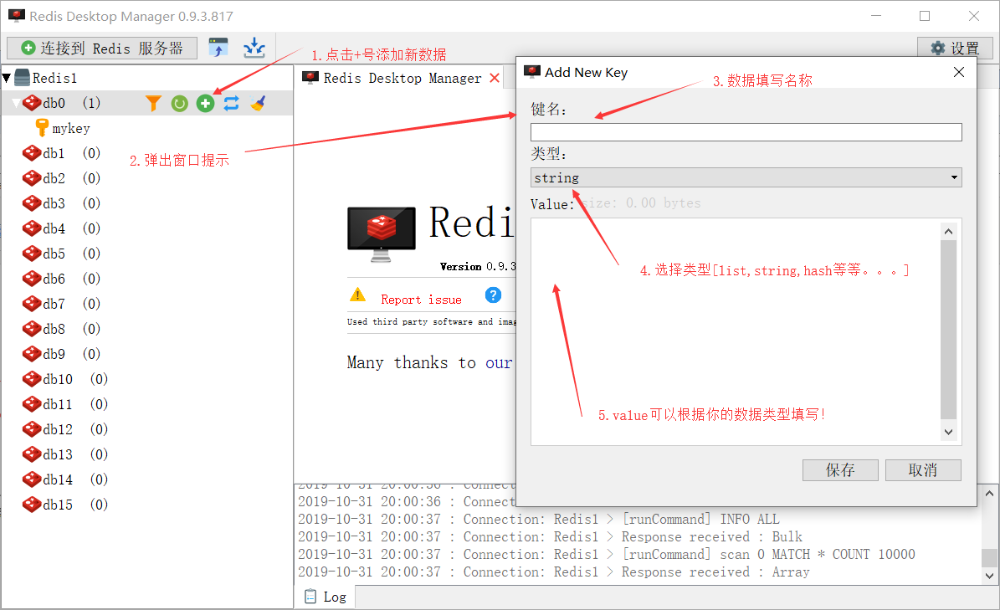 Redis Desktop Manager 0.9.3.817
连接到 Redis 服务器
设置
1.点击+号添加新数据
Redis1
db0 (1)
mykey
db1 (0)
db2 (0)
db3 (0)
db4 (0)
db5 (0)
db6 (0)
db7 (0)
db8 (0)
db9 (0)
db10 (0)
db11 (0)
db12 (0)
db13 (0)
db14 (0)
db15 (0)
2.弹出窗口提示
Redis Desktop Manager
Redi
Version 0.9.3
Report issue
Used third party software and imag
Many thanks to our
Add New Key
3.数据填写名称
键名:
类型:
string
Value: size: 0.00 bytes
4.选择类型[list,string,hash等等。。。]
5.value可以根据你的数据类型填写!
保存 取消
2019-10-31 20:00:36 : Connect
2019-10-31 20:00:36 : Connect
2019-10-31 20:00:37 : Connection: Redis1 > [runCommand] INFO ALL
2019-10-31 20:00:37 : Connection: Redis1 > Response received : Bulk
2019-10-31 20:00:37 : Connection: Redis1 > [runCommand] scan 0 MATCH * COUNT 10000
2019-10-31 20:00:37 : Connection: Redis1 > Response received : Array
Log